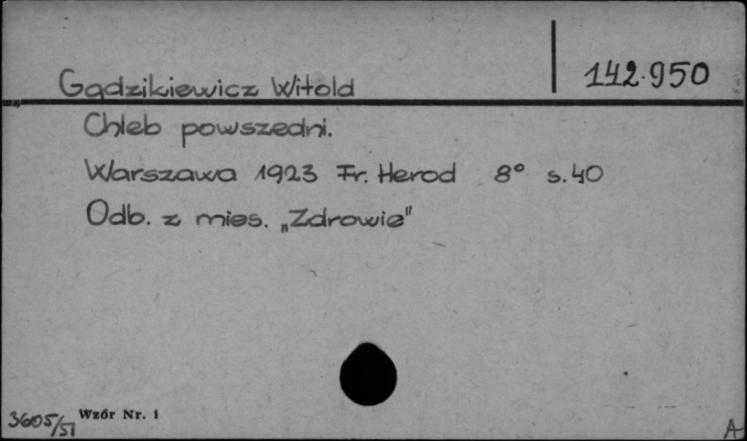 142.950
Gądzikiewicz Witold
Chleb powszedni.
Warszawa 1923 Fr. Herod 8° s.40
Odb. z mies. „Zdrowie"
3605/51 Wzór Nr. 1
A